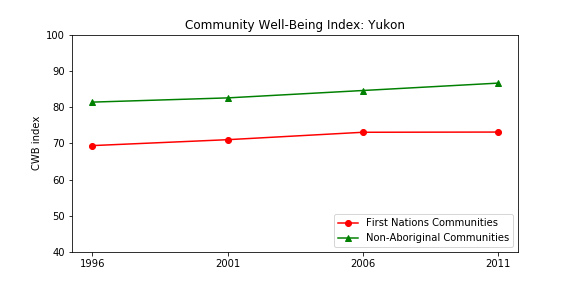 Community Well-Being Index: Yukon
100
90
80
70
60
50
40
CWB index
1996
2001
2006
2011
First Nations Communities
Non-Aboriginal Communities